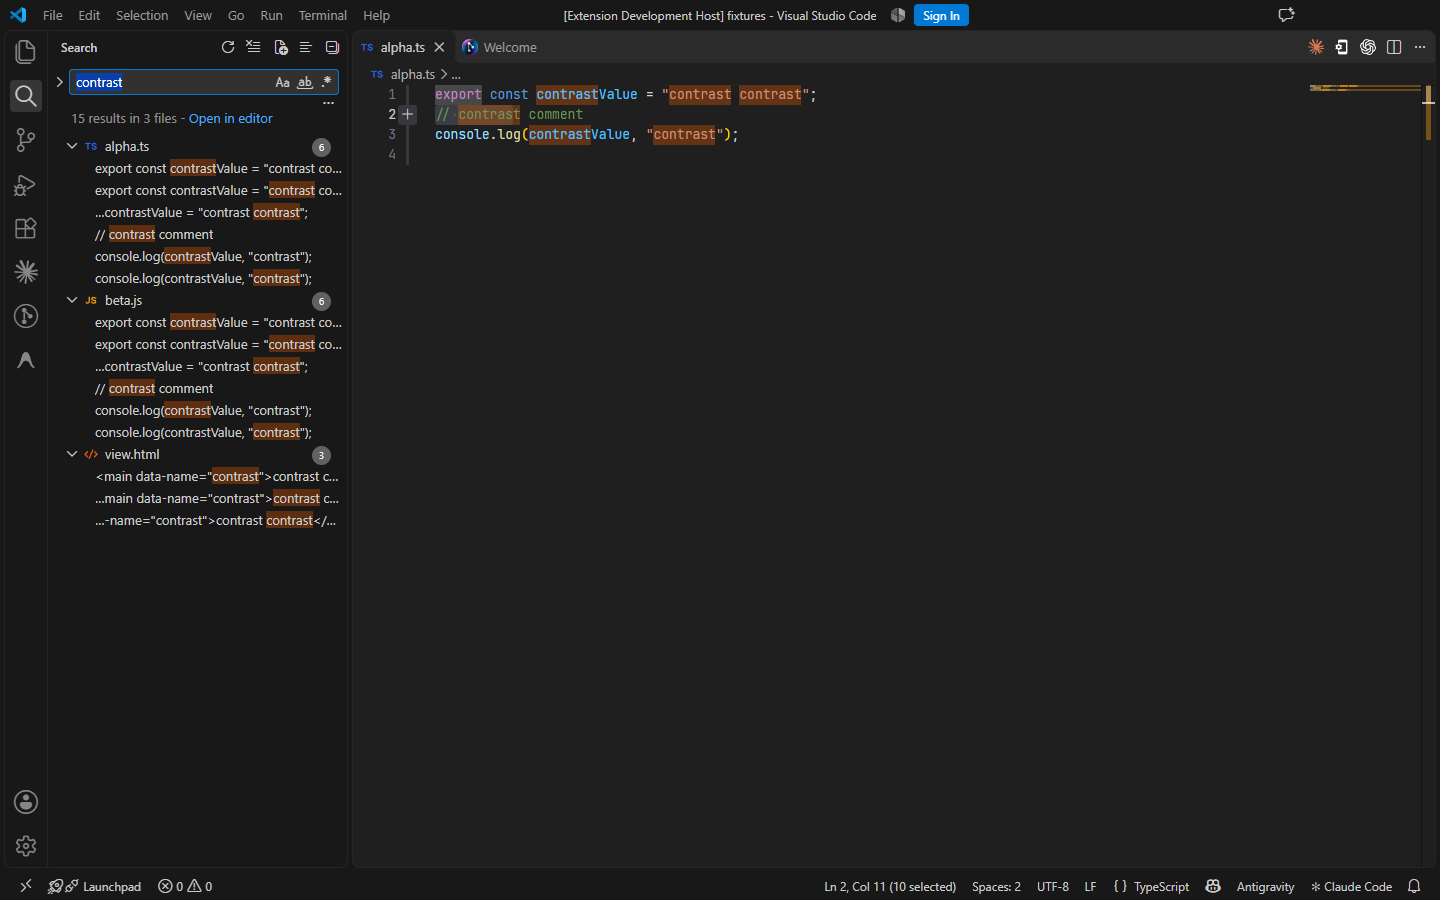 File Edit Selection View Go Run Terminal Help
[Extension Development Host] fixtures - Visual Studio Code
Sign In
Search
contrast
Aa ab .*
15 results in 3 files - Open in editor
TS alpha.ts 6
export const contrastValue = "contrast co...
export const contrastValue = "contrast co...
...contrastValue = "contrast contrast";
// contrast comment
console.log(contrastValue, "contrast");
console.log(contrastValue, "contrast");
JS beta.js 6
export const contrastValue = "contrast co...
export const contrastValue = "contrast co...
...contrastValue = "contrast contrast";
// contrast comment
console.log(contrastValue, "contrast");
console.log(contrastValue, "contrast");
</> view.html 3
<main data-name="contrast">contrast c...
...main data-name="contrast">contrast c...
...-name="contrast">contrast contrast</...
TS alpha.ts
Welcome
TS alpha.ts > ...
1 export const contrastValue = "contrast contrast";
2 // contrast comment
3 console.log(contrastValue, "contrast");
4
Launchpad 0 0
Ln 2, Col 11 (10 selected) Spaces: 2 UTF-8 LF { } TypeScript Antigravity Claude Code